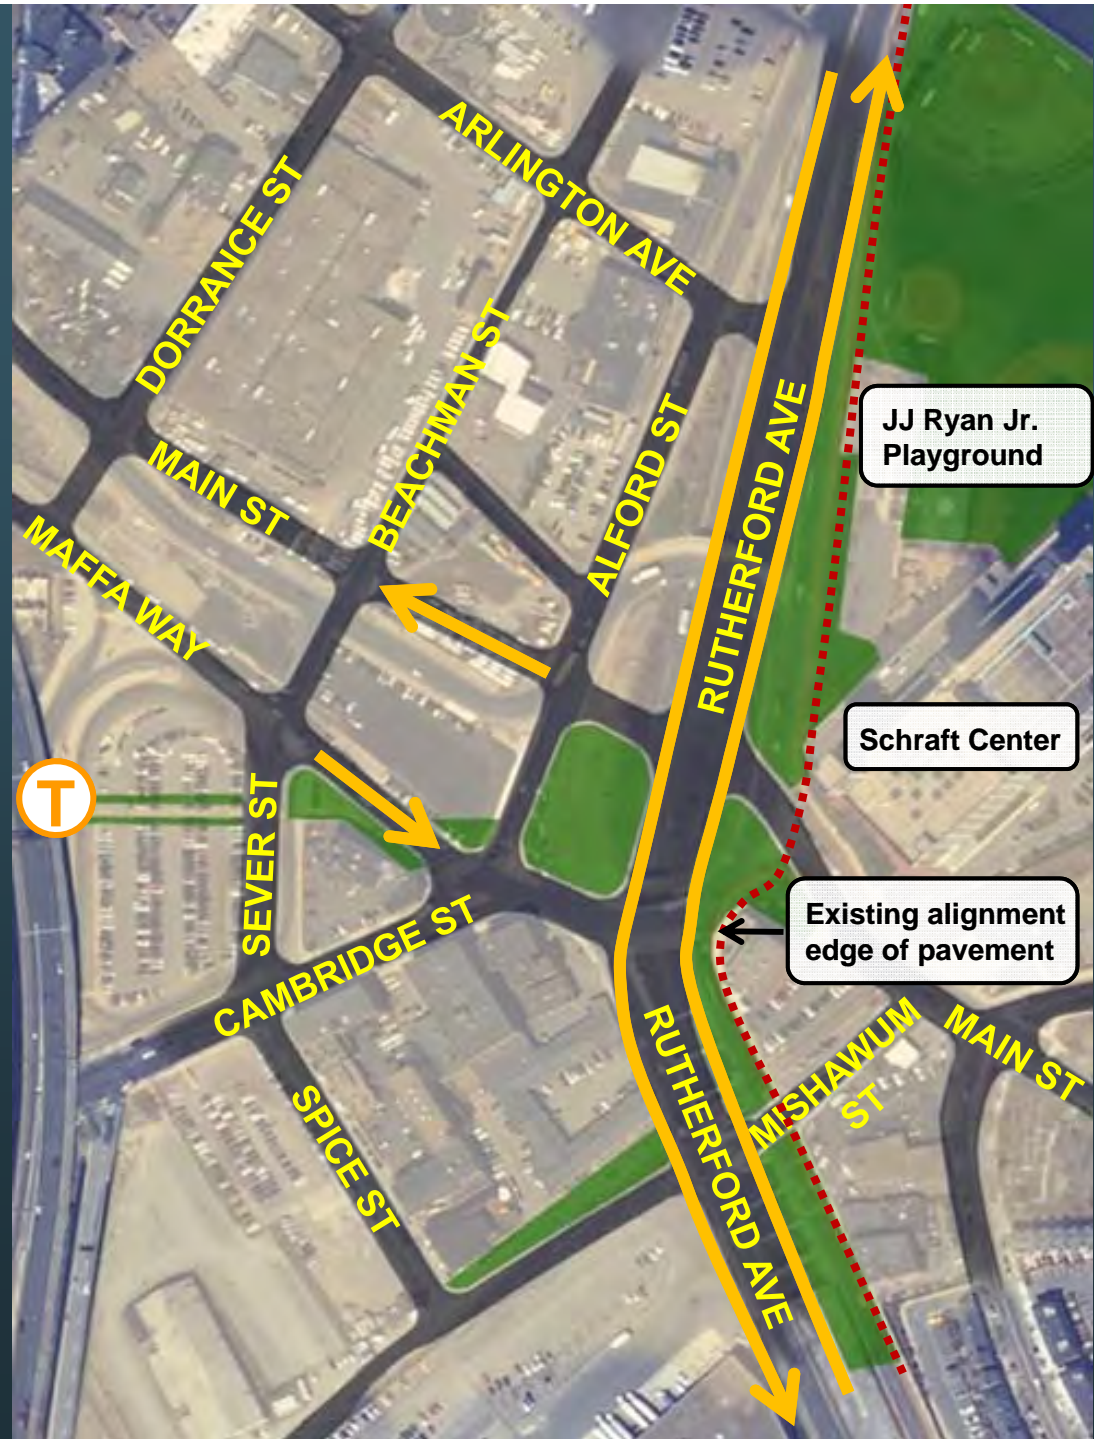 ARLINGTON AVE
DORRANCE ST
BEACHMAN ST
JJ Ryan Jr.
Playground
MAIN ST
ALFORD ST
RUTHERFORD AVE
MAFFA WAY
Schraft Center
T
SEVER ST
Existing alignment
edge of pavement
CAMBRIDGE ST
RUTHERFORD AVE
MISHAWUM
ST
MAIN ST
SPICE ST